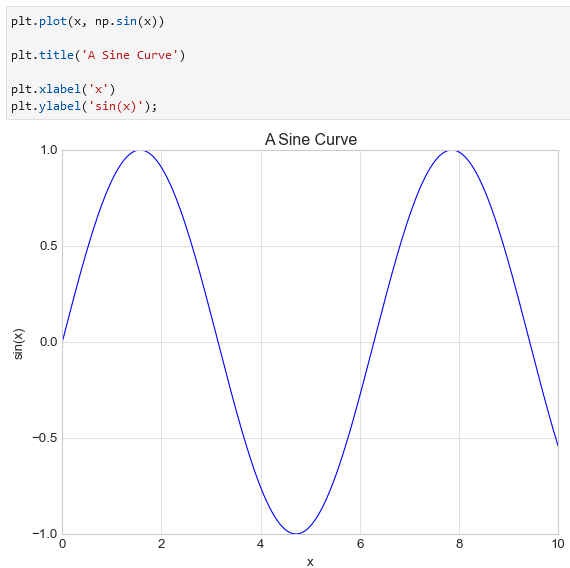 plt.plot(x, np.sin(x))
plt.title('A Sine Curve')
plt.xlabel('x')
plt.ylabel('sin(x)');
A Sine Curve
1.0
0.5
0.0
−0.5
−1.0
sin(x)
0 2 4 6 8 10
x